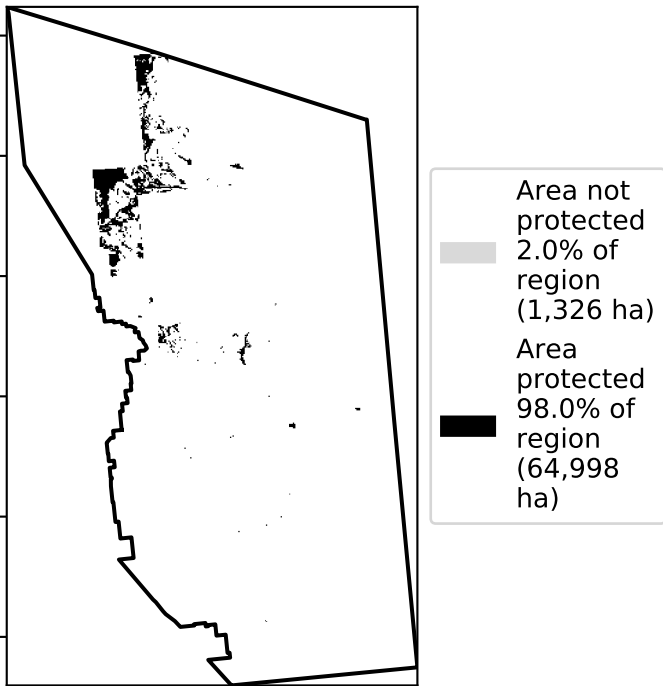 Area not
protected
2.0% of
region
(1,326 ha)
Area
protected
98.0% of
region
(64,998
ha)